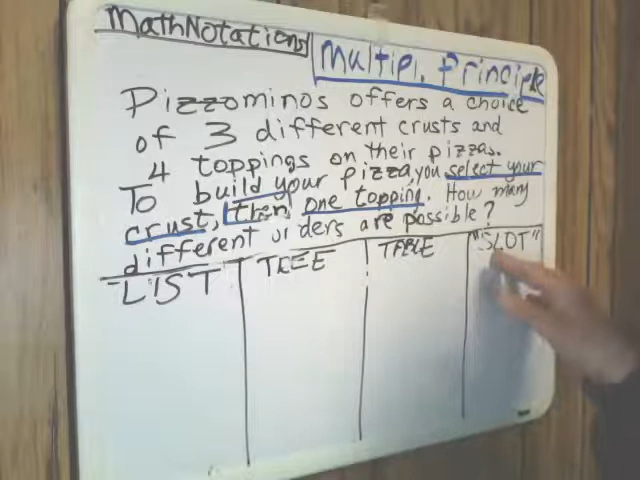 MathNotations
Multipl. Principle
Pizzominos offers a choice
of 3 different crusts and
4 toppings on their pizzas.
To build your pizza, you select your
crust, then one topping. How many
different orders are possible?
LIST TREE TABLE "SLOT"